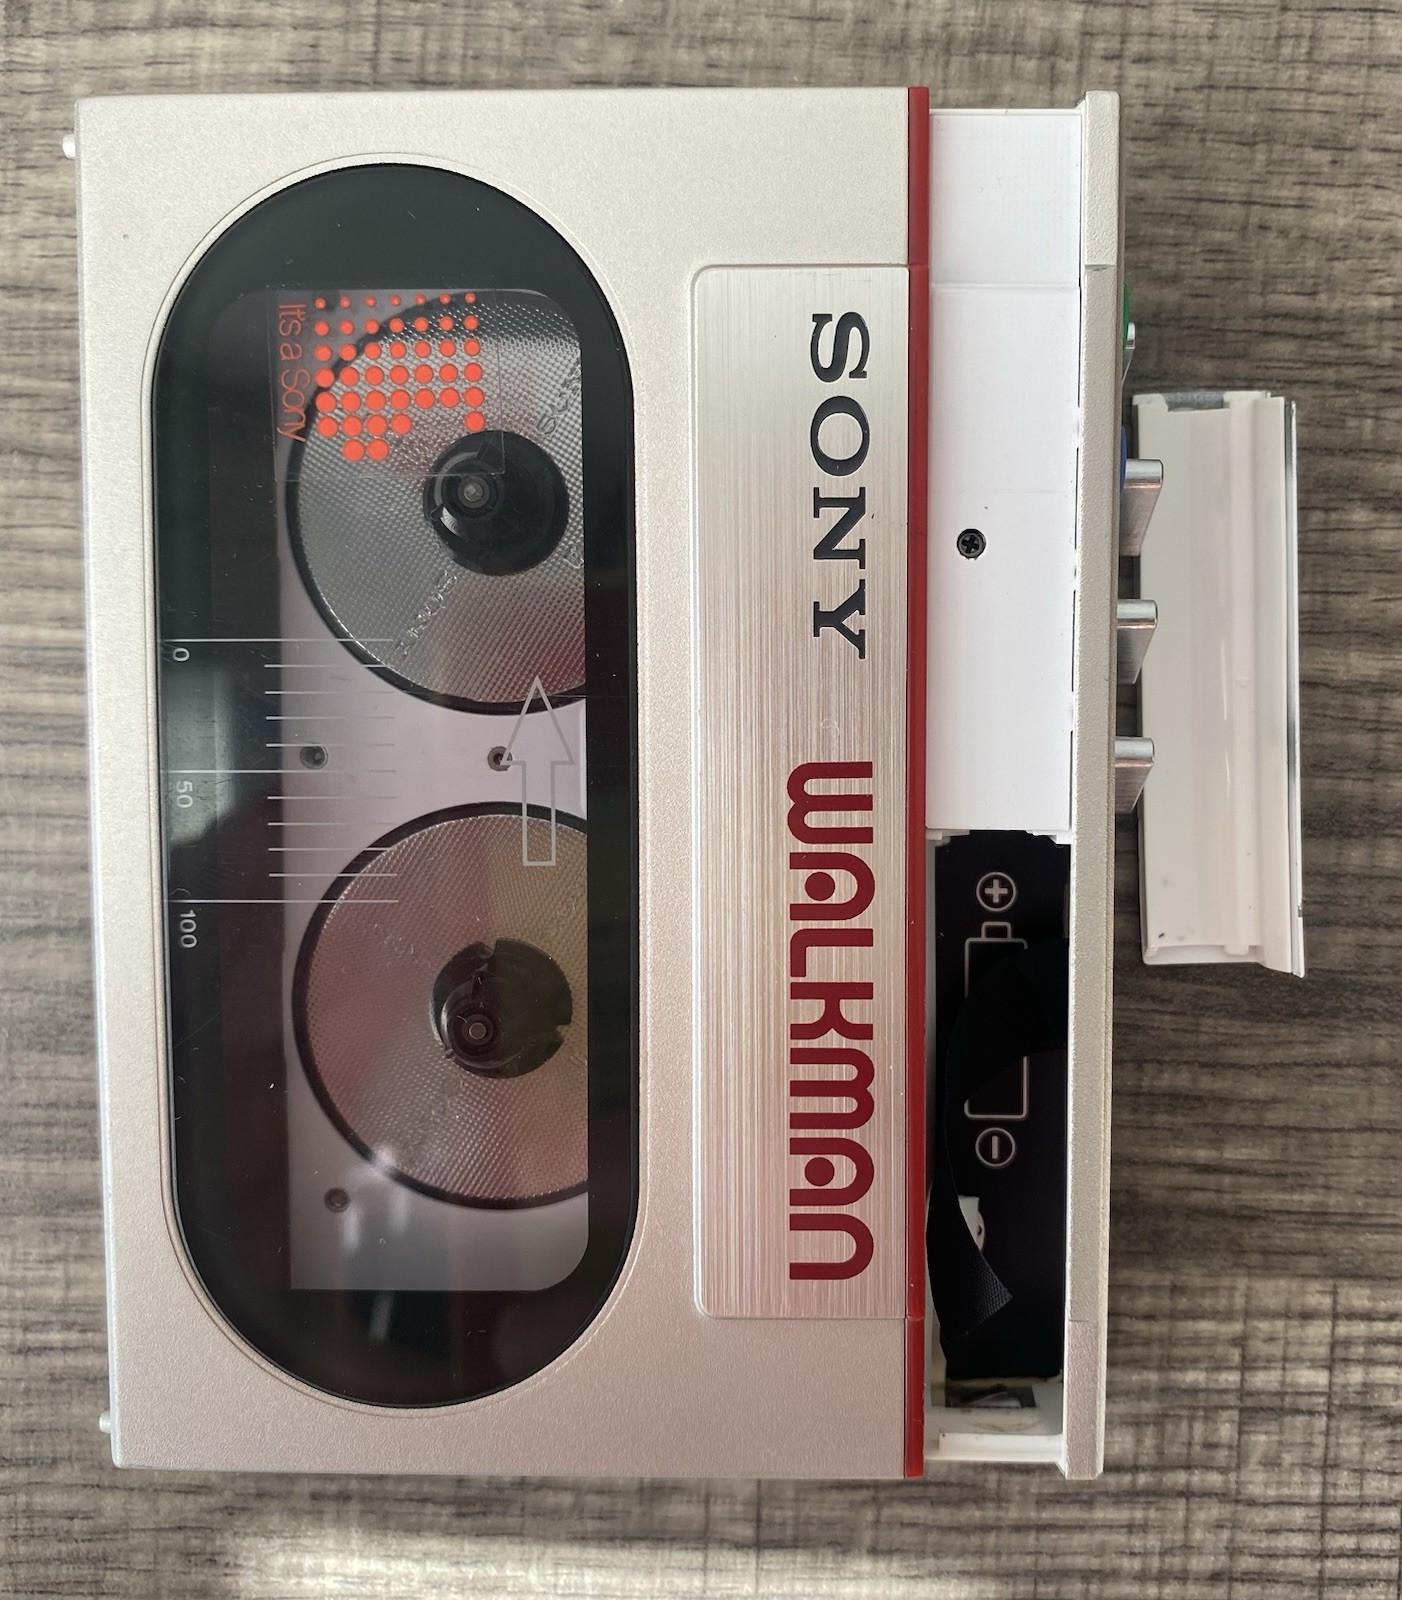 It's a Sony
0
50
100
SONY
WALKMAN
+
-